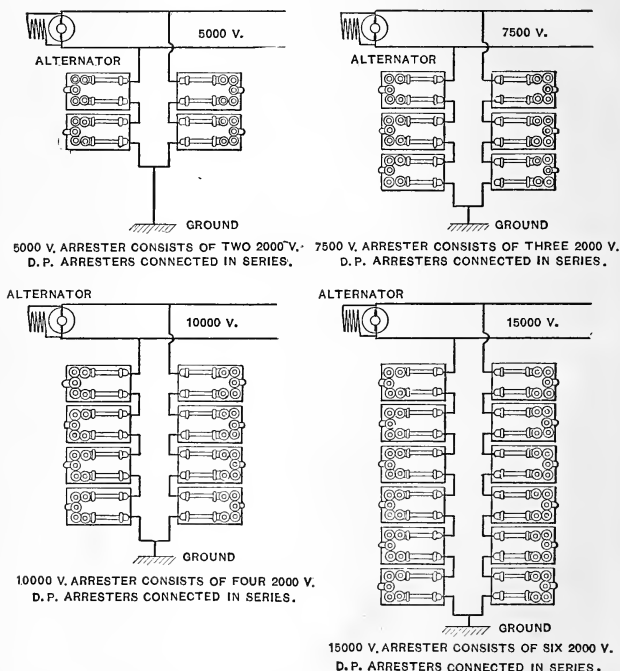 5000 V.
ALTERNATOR
GROUND
5000 V. ARRESTER CONSISTS OF TWO 2000 V.
D. P. ARRESTERS CONNECTED IN SERIES.
7500 V.
ALTERNATOR
GROUND
7500 V. ARRESTER CONSISTS OF THREE 2000 V.
D. P. ARRESTERS CONNECTED IN SERIES.
ALTERNATOR
10000 V.
GROUND
10000 V. ARRESTER CONSISTS OF FOUR 2000 V.
D. P. ARRESTERS CONNECTED IN SERIES.
ALTERNATOR
15000 V.
GROUND
15000 V. ARRESTER CONSISTS OF SIX 2000 V.
D. P. ARRESTERS CONNECTED IN SERIES.